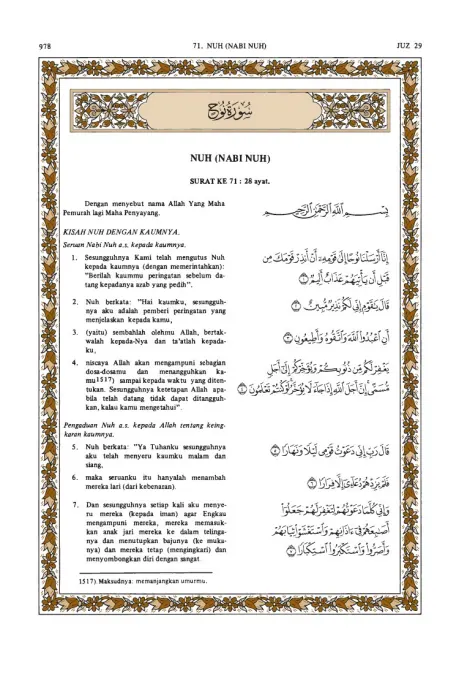 978 71. NUH (NABI NUH) JUZ 29
سُورَةُ نُوحٍ
NUH (NABI NUH)
SURAT KE 71 : 28 ayat.
Dengan menyebut nama Allah Yang Maha
Pemurah lagi Maha Penyayang.
بِسْمِ اللَّهِ الرَّحْمَٰنِ الرَّحِيمِ
KISAH NUH DENGAN KAUMNYA.
Seruan Nabi Nuh a.s. kepada kaumnya.
1. Sesungguhnya Kami telah mengutus Nuh
kepada kaumnya (dengan memerintahkan):
"Berilah kaummu peringatan sebelum da-
tang kepadanya azab yang pedih".
إِنَّا أَرْسَلْنَا نُوحًا إِلَىٰ قَوْمِهِ أَنْ أَنذِرْ قَوْمَكَ مِن
قَبْلِ أَن يَأْتِيَهُمْ عَذَابٌ أَلِيمٌ ۝١
2. Nuh berkata: "Hai kaumku, sesunggu-
nya aku adalah pemberi peringatan yang
menjelaskan kepada kamu,
قَالَ يَا قَوْمِ إِنِّي لَكُمْ نَذِيرٌ مُّبِينٌ ۝٢
3. (yaitu) sembahlah olehmu Allah, bertak-
walah kepada-Nya dan ta'atlah kepada-
ku,
أَنِ اعْبُدُوا اللَّهَ وَاتَّقُوهُ وَأَطِيعُونِ ۝٣
4. niscaya Allah akan mengampuni sebagian
dosa-dosamu dan menangguhkan ka-
mu1517) sampai kepada waktu yang diten-
tukan. Sesungguhnya ketetapan Allah apa-
bila telah datang tidak dapat ditangguh-
kan, kalau kamu mengetahui".
يَغْفِرْ لَكُم مِّن ذُنُوبِكُمْ وَيُؤَخِّرْكُمْ إِلَىٰ أَجَلٍ
مُّسَمًّى إِنَّ أَجَلَ اللَّهِ إِذَا جَاءَ لَا يُؤَخَّرُ لَوْ كُنتُمْ تَعْلَمُونَ ۝٤
Pengaduan Nuh a.s. kepada Allah tentang keing-
karan kaumnya.
5. Nuh berkata: "Ya Tuhanku sesungguhnya
aku telah menyeru kaumku malam dan
siang,
قَالَ رَبِّ إِنِّي دَعَوْتُ قَوْمِي لَيْلًا وَنَهَارًا ۝٥
6. maka seruanku itu hanyalah menambah
mereka lari (dari kebenaran).
فَلَمْ يَزِدْهُمْ دُعَائِي إِلَّا فِرَارًا ۝٦
7. Dan sesungguhnya setiap kali aku menye-
ru mereka (kepada iman) agar Engkau
mengampuni mereka, mereka memasuk-
kan anak jari mereka ke dalam telinga-
nya dan menutupkan bajunya (ke muka-
nya) dan mereka tetap (mengingkari) dan
menyombongkan diri dengan sangat.
وَإِنِّي كُلَّمَا دَعَوْتُهُمْ لِتَغْفِرَ لَهُمْ جَعَلُوا
أَصَابِعَهُمْ فِي آذَانِهِمْ وَاسْتَغْشَوْا ثِيَابَهُمْ
وَأَصَرُّوا وَاسْتَكْبَرُوا اسْتِكْبَارًا ۝٧
1517). Maksudnya: memanjangkan umurmu.